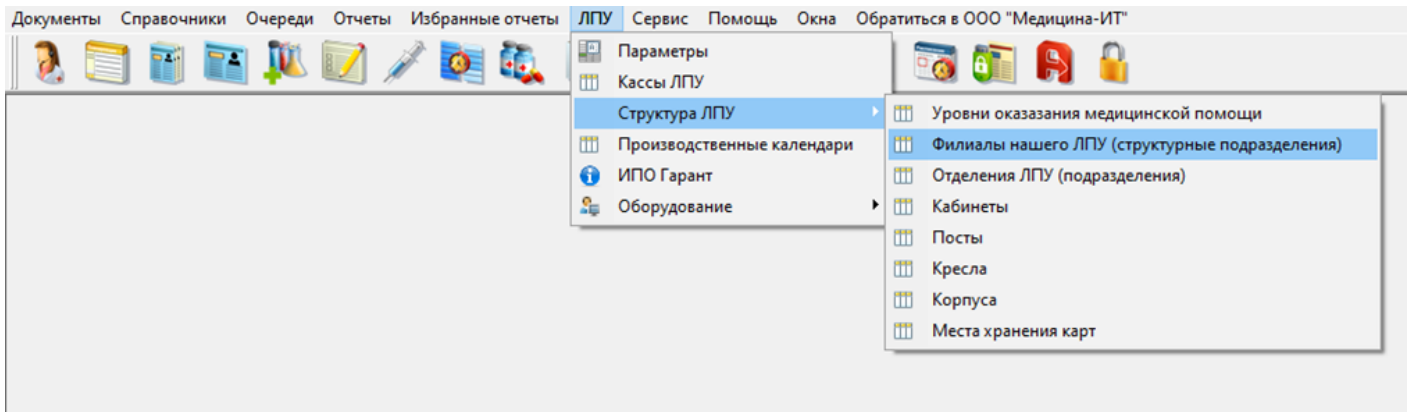 Документы Справочники Очереди Отчеты Избранные отчеты ЛПУ Сервис Помощь Окна Обратиться в ООО "Медицина-ИТ"
Параметры
Кассы ЛПУ
Структура ЛПУ
Производственные календари
ИПО Гарант
Оборудование
Уровни оказазания медицинской помощи
Филиалы нашего ЛПУ (структурные подразделения)
Отделения ЛПУ (подразделения)
Кабинеты
Посты
Кресла
Корпуса
Места хранения карт